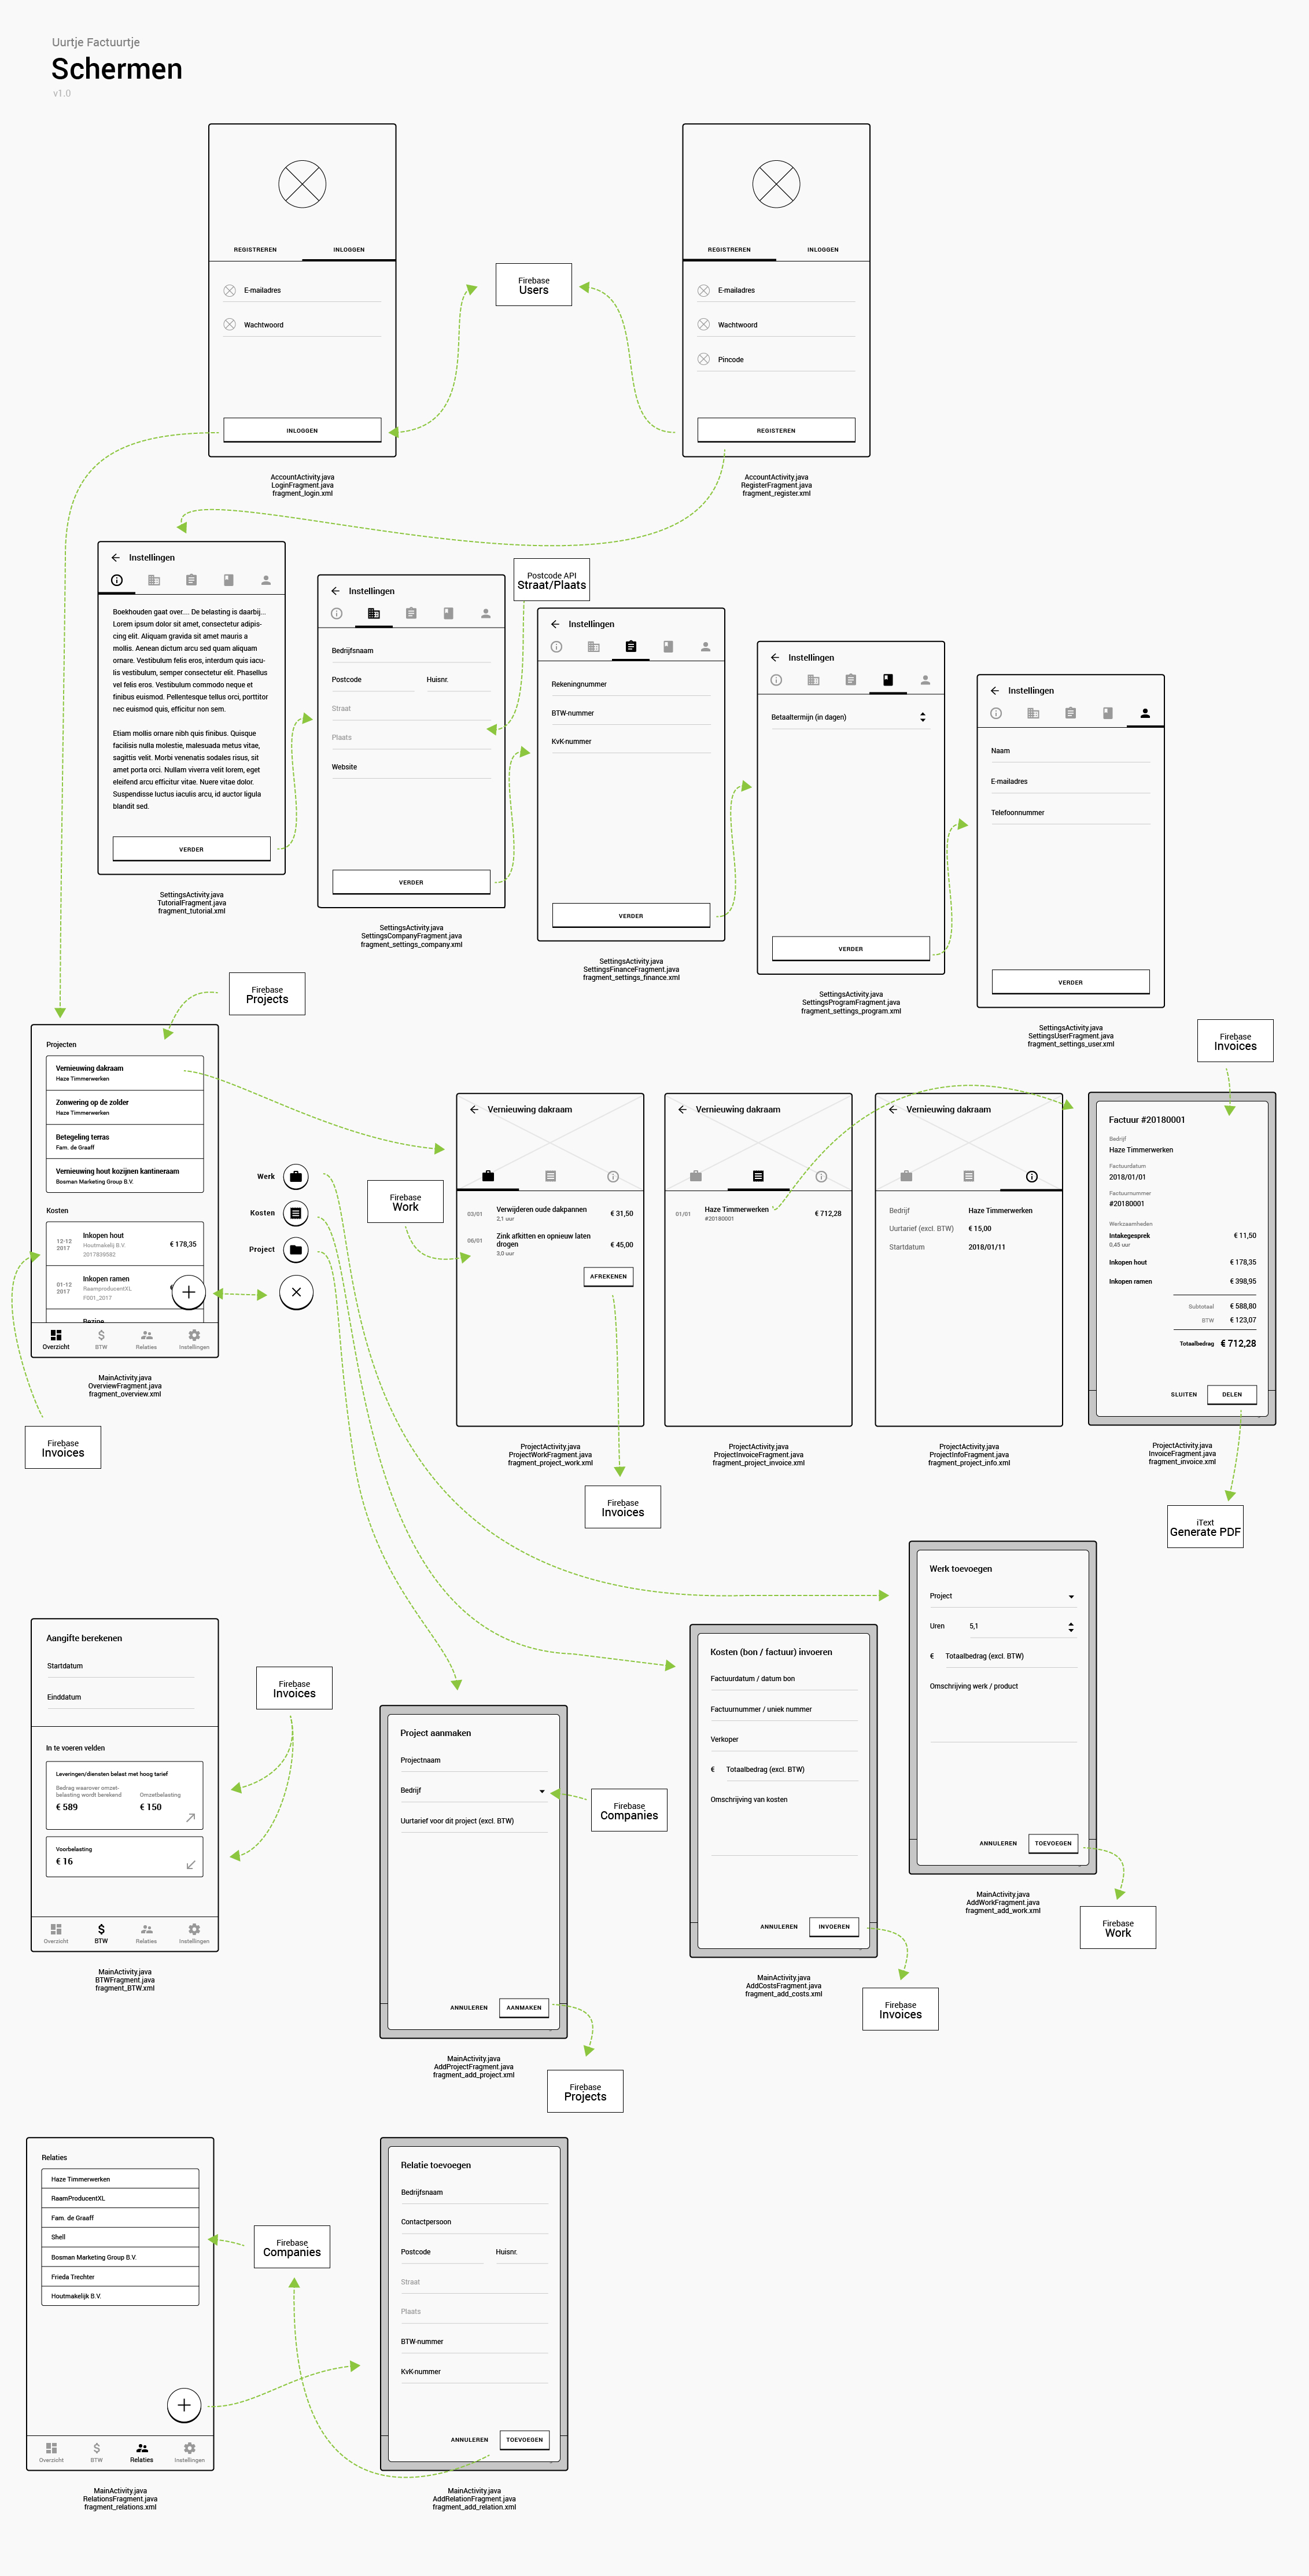 Uurtje Factuurtje
Schermen
v1.0
REGISTREREN
INLOGGEN
E-mailadres
Wachtwoord
INLOGGEN
AccountActivity.java
LoginFragment.java
fragment_login.xml
Firebase
Users
REGISTREREN
INLOGGEN
E-mailadres
Wachtwoord
Pincode
REGISTEREN
AccountActivity.java
RegisterFragment.java
fragment_register.xml
Instellingen
Boekhouden gaat over.... De belasting is daarbij...
Lorem ipsum dolor sit amet, consectetur adipis-
cing elit. Aliquam gravida sit amet mauris a
mollis. Aenean dictum arcu sed quam aliquam
ornare. Vestibulum felis eros, interdum quis iacu-
lis vestibulum, semper consectetur elit. Phasellus
vel felis eros. Vestibulum commodo neque et
finibus euismod. Pellentesque tellus orci, porttitor
nec euismod quis, efficitur non sem.
Etiam mollis ornare nibh quis finibus. Quisque
facilisis nulla molestie, malesuada metus vitae,
sagittis velit. Morbi venenatis sodales risus, sit
amet porta orci. Nullam viverra velit lorem, eget
eleifend arcu efficitur vitae. Nuere vitae dolor.
Suspendisse luctus iaculis arcu, id auctor ligula
blandit sed.
VERDER
SettingsActivity.java
TutorialFragment.java
fragment_tutorial.xml
Instellingen
Bedrijfsnaam
Postcode
Huisnr.
Straat
Plaats
Website
VERDER
SettingsActivity.java
SettingsCompanyFragment.java
fragment_settings_company.xml
Postcode API
Straat/Plaats
Instellingen
Rekeningnummer
BTW-nummer
KvK-nummer
VERDER
SettingsActivity.java
SettingsFinanceFragment.java
fragment_settings_finance.xml
Instellingen
Betaaltermijn (in dagen)
VERDER
SettingsActivity.java
SettingsProgramFragment.java
fragment_settings_program.xml
Instellingen
Naam
E-mailadres
Telefoonnummer
VERDER
SettingsActivity.java
SettingsUserFragment.java
fragment_settings_user.xml
Firebase
Projects
Projecten
Vernieuwing dakraam
Haze Timmerwerken
Zonwering op de zolder
Haze Timmerwerken
Betegeling terras
Fam. de Graaff
Vernieuwing hout kozijnen kantineraam
Bosman Marketing Group B.V.
Kosten
12-12
2017
Inkopen hout
Houtmakelij B.V.
2017839582
€ 178,35
01-12
2017
Inkopen ramen
RaamproducentXL
F001_2017
€
Bezine
Overzicht
BTW
Relaties
Instellingen
MainActivity.java
OverviewFragment.java
fragment_overview.xml
Firebase
Invoices
Werk
Kosten
Project
Firebase
Work
Vernieuwing dakraam
03/01
Verwijderen oude dakpannen
2,1 uur
€ 31,50
06/01
Zink afkitten en opnieuw laten
drogen
3,0 uur
€ 45,00
AFREKENEN
ProjectActivity.java
ProjectWorkFragment.java
fragment_project_work.xml
Firebase
Invoices
Vernieuwing dakraam
01/01
Haze Timmerwerken
#20180001
€ 712,28
ProjectActivity.java
ProjectInvoiceFragment.java
fragment_project_invoice.xml
Vernieuwing dakraam
Bedrijf
Haze Timmerwerken
Uurtarief (excl. BTW)
€ 15,00
Startdatum
2018/01/11
ProjectActivity.java
ProjectInfoFragment.java
fragment_project_info.xml
Firebase
Invoices
Factuur #20180001
Bedrijf
Haze Timmerwerken
Factuurdatum
2018/01/01
Factuurnummer
#20180001
Werkzaamheden
Intakegesprek
0,45 uur
€ 11,50
Inkopen hout
€ 178,35
Inkopen ramen
€ 398,95
Subtotaal
€ 588,80
BTW
€ 123,07
Totaalbedrag
€ 712,28
SLUITEN
DELEN
ProjectActivity.java
InvoiceFragment.java
fragment_invoice.xml
iText
Generate PDF
Aangifte berekenen
Startdatum
Einddatum
In te voeren velden
Leveringen/diensten belast met hoog tarief
Bedrag waarover omzet-
belasting wordt berekend
€ 589
Omzetbelasting
€ 150
Voorbelasting
€ 16
Overzicht
BTW
Relaties
Instellingen
MainActivity.java
BTWFragment.java
fragment_BTW.xml
Firebase
Invoices
Project aanmaken
Projectnaam
Bedrijf
Uurtarief voor dit project (excl. BTW)
ANNULEREN
AANMAKEN
MainActivity.java
AddProjectFragment.java
fragment_add_project.xml
Firebase
Companies
Firebase
Projects
Kosten (bon / factuur) invoeren
Factuurdatum / datum bon
Factuurnummer / uniek nummer
Verkoper
€ Totaalbedrag (excl. BTW)
Omschrijving van kosten
ANNULEREN
INVOEREN
MainActivity.java
AddCostsFragment.java
fragment_add_costs.xml
Firebase
Invoices
Werk toevoegen
Project
Uren
5,1
€ Totaalbedrag (excl. BTW)
Omschrijving werk / product
ANNULEREN
TOEVOEGEN
MainActivity.java
AddWorkFragment.java
fragment_add_work.xml
Firebase
Work
Relaties
Haze Timmerwerken
RaamProducentXL
Fam. de Graaff
Shell
Bosman Marketing Group B.V.
Frieda Trechter
Houtmakelijk B.V.
Overzicht
BTW
Relaties
Instellingen
MainActivity.java
RelationsFragment.java
fragment_relations.xml
Firebase
Companies
Relatie toevoegen
Bedrijfsnaam
Contactpersoon
Postcode
Huisnr.
Straat
Plaats
BTW-nummer
KvK-nummer
ANNULEREN
TOEVOEGEN
MainActivity.java
AddRelationFragment.java
fragment_add_relation.xml